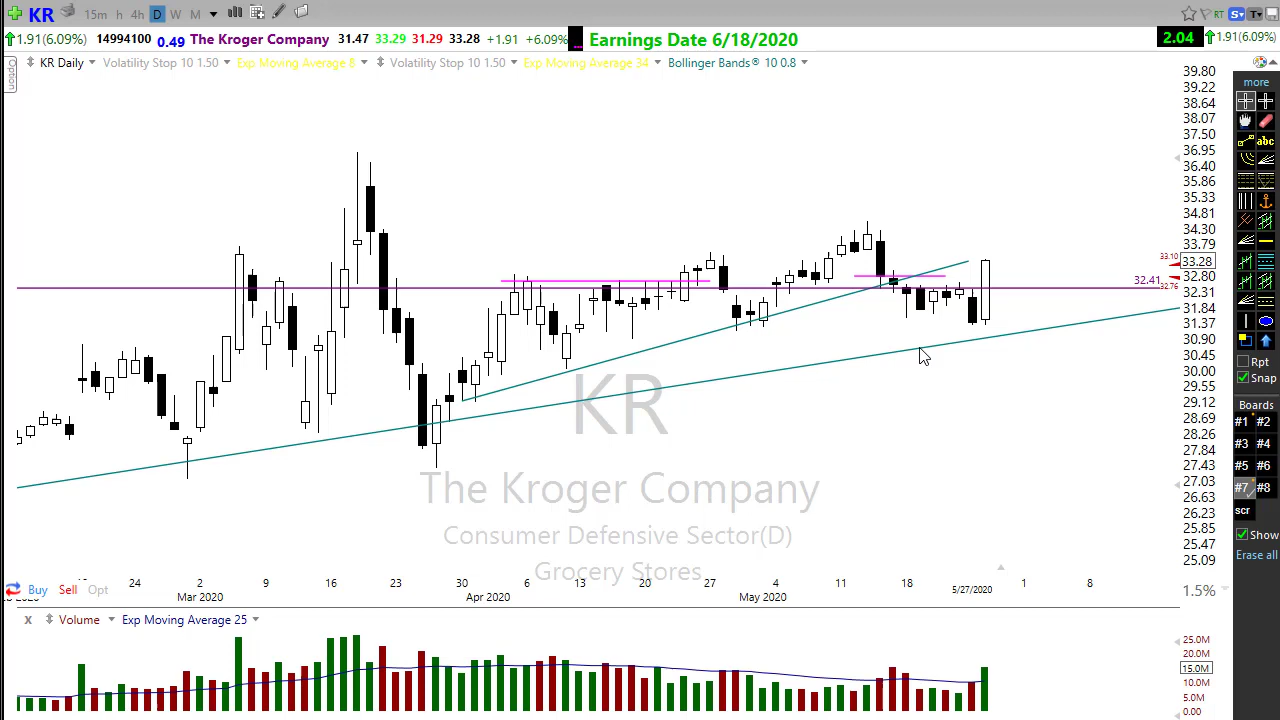 KR 15m h 4h D W M RT S T
1.91(6.09%) 14994100 0.49 The Kroger Company 31.47 33.29 31.29 33.28 +1.91 +6.09% ... Earnings Date 6/18/2020 2.04 1.91(6.09%)
Option
KR Daily Volatility Stop 10 1.50 Exp Moving Average 8 Volatility Stop 10 1.50 Exp Moving Average 34 Bollinger Bands® 10 0.8
39.80
39.22
38.64
38.07
37.50
36.95
36.40
35.86
35.33
34.81
34.30
33.79
33.10
33.28
32.80
32.41
32.76
32.31
31.84
31.37
30.90
30.45
30.00
29.55
29.12
28.69
28.26
27.84
27.43
27.03
26.63
26.23
25.85
25.47
25.09
1.5%
KR
The Kroger Company
Consumer Defensive Sector(D)
Grocery Stores
Buy Sell Opt
24 2 9 16 23 30 6 13 20 27 4 11 18 5/27/2020 1 8
2020 Mar 2020 Apr 2020 May 2020
X Volume Exp Moving Average 25
25.0M
20.0M
15.0M
10.0M
5.0M
0.00
more
abc
Rpt
Snap
Boards
#1 #2
#3 #4
#5 #6
#7 #8
scr
Show
Erase all